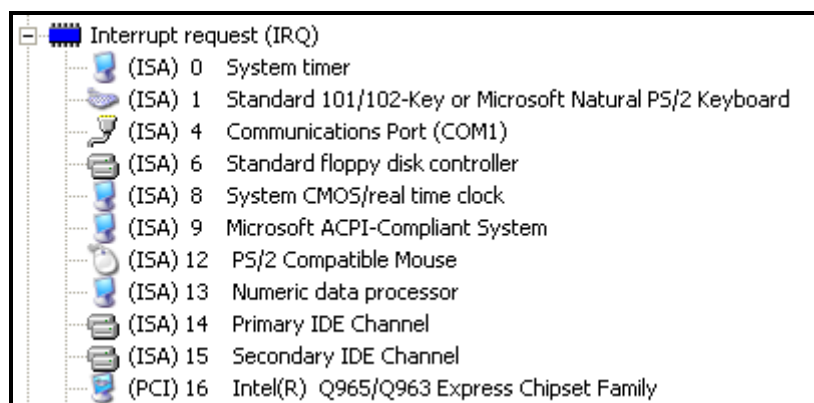 Interrupt request (IRQ)
(ISA) 0 System timer
(ISA) 1 Standard 101/102-Key or Microsoft Natural PS/2 Keyboard
(ISA) 4 Communications Port (COM1)
(ISA) 6 Standard floppy disk controller
(ISA) 8 System CMOS/real time clock
(ISA) 9 Microsoft ACPI-Compliant System
(ISA) 12 PS/2 Compatible Mouse
(ISA) 13 Numeric data processor
(ISA) 14 Primary IDE Channel
(ISA) 15 Secondary IDE Channel
(PCI) 16 Intel(R) Q965/Q963 Express Chipset Family